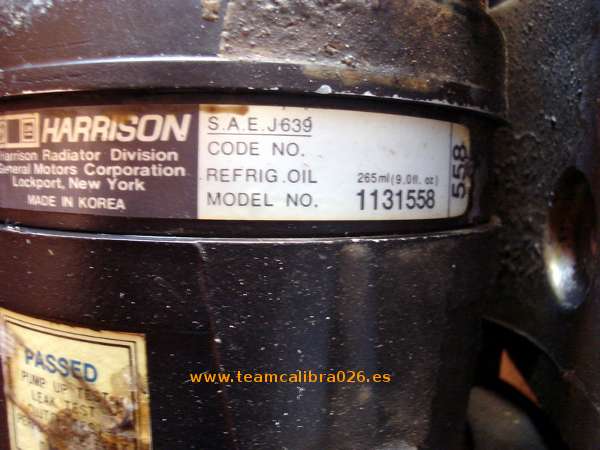 HARRISON
Harrison Radiator Division
General Motors Corporation
Lockport, New York
MADE IN KOREA
S.A.E. J639
CODE NO.
REFRIG. OIL 265ml (9.0fl. oz)
MODEL NO. 1131558
558
PASSED
PUMP UP TEST
LEAK TEST
www.teamcalibra026.es